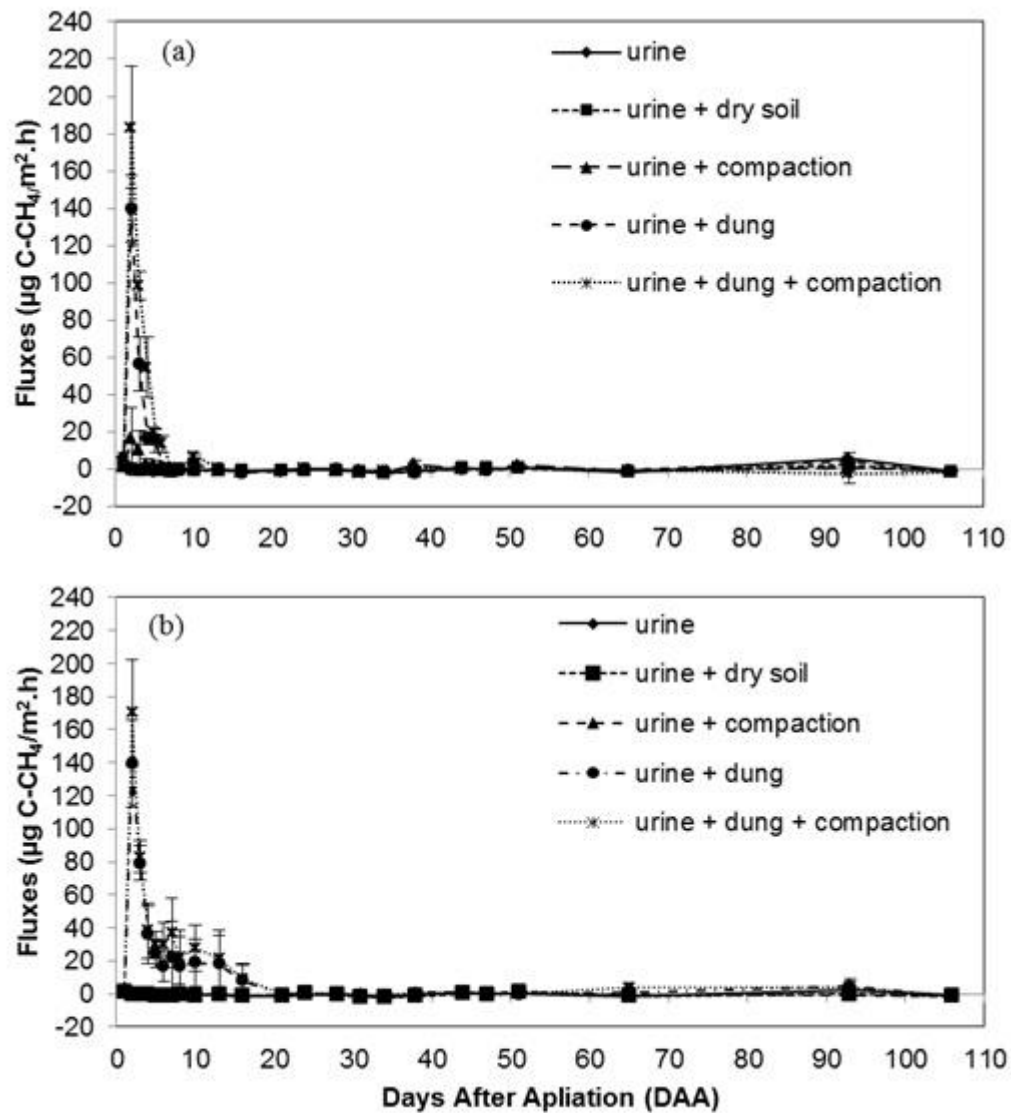 Fluxes (µg C-CH₄/m².h)
240
220
200
180
160
140
120
100
80
60
40
20
0
-20
(a)
urine
urine + dry soil
urine + compaction
urine + dung
urine + dung + compaction
0 10 20 30 40 50 60 70 80 90 100 110
Fluxes (µg C-CH₄/m².h)
240
220
200
180
160
140
120
100
80
60
40
20
0
-20
(b)
urine
urine + dry soil
urine + compaction
urine + dung
urine + dung + compaction
0 10 20 30 40 50 60 70 80 90 100 110
Days After Apliation (DAA)